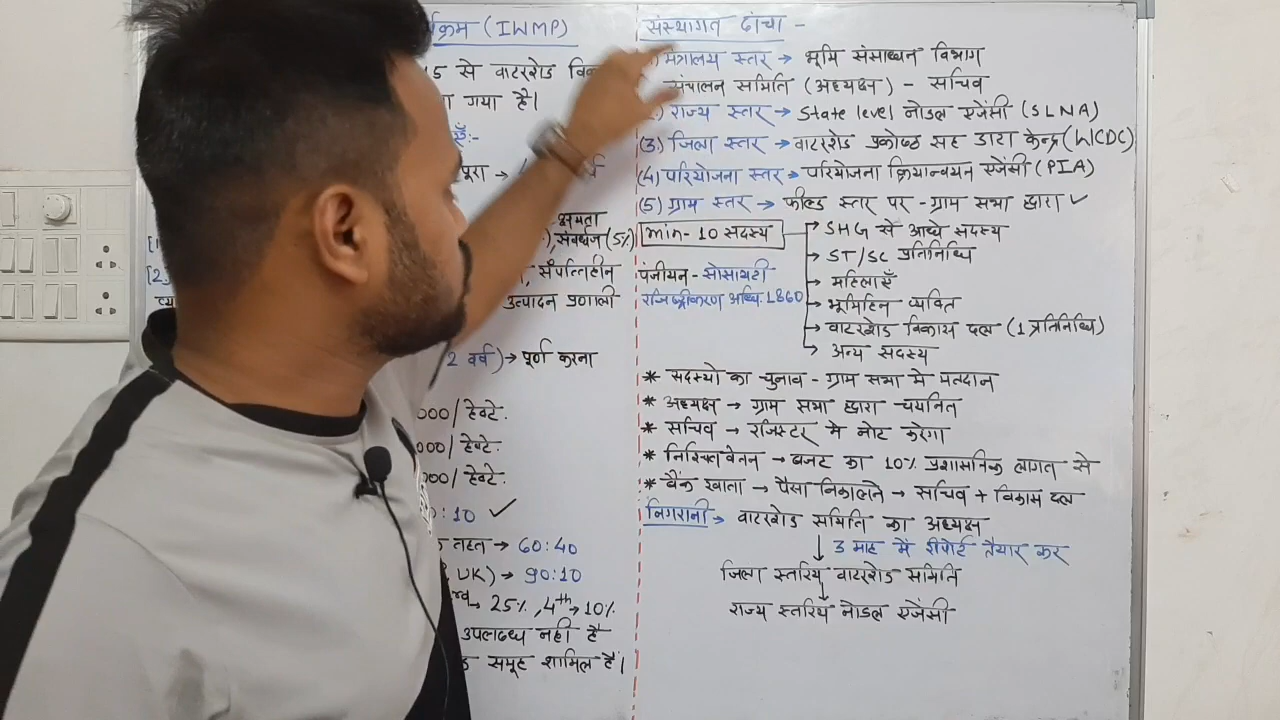 र्यक्रम (IWMP)
15 से वाटरशेड
गया है।
पूरा →
क्षमता
संवर्धन (5%)
संपत्तिहीन
उत्पादन प्रणाली
2 वर्ष) → पूर्ण करना
000/हेक्टे.
000/हेक्टे.
000/हेक्टे.
:10 ✓
तहत → 60:40
UK) → 90:10
25%, 4th → 10%
उपलब्ध नही है
समूह शामिल है।
संस्थागत ढांचा -
मंत्रालय स्तर → भूमि संसाधन विभाग
संचालन समिति (अध्यक्ष) - सचिव
राज्य स्तर → State level नोडल एजेंसी (SLNA)
(3) जिला स्तर → वाटरशेड प्रकोष्ठ सह डाटा केन्द्र (WCDC)
(4) परियोजना स्तर → परियोजना क्रियान्वयन एजेंसी (PIA)
(5) ग्राम स्तर → फील्ड स्तर पर - ग्राम सभा द्वारा ✓
min - 10 सदस्य
→ SHG से आधे सदस्य
→ ST/SC प्रतिनिधि
→ महिलाएँ
→ भूमिहिन व्यक्ति
→ वाटरशेड विकास दल (1 प्रतिनिधि)
→ अन्य सदस्य
पंजीयन - सोसायटी
रजिस्ट्रीकरण अधि. 1860
* सदस्यो का चुनाव - ग्राम सभा मे मतदान
* अध्यक्ष → ग्राम सभा द्वारा चयनित
* सचिव → रजिस्टर मे नोट करेगा
* निश्चित वेतन → बजट का 10% प्रशासनिक लागत से
* बैंक खाता → पैसा निकालने → सचिव + विकास दल
निगरानी → वाटरशेड समिति का अध्यक्ष
↓ 3 माह मे रिपोर्ट तैयार कर
जिला स्तरिय वाटरशेड समिति
↓
राज्य स्तरिय नोडल एजेंसी